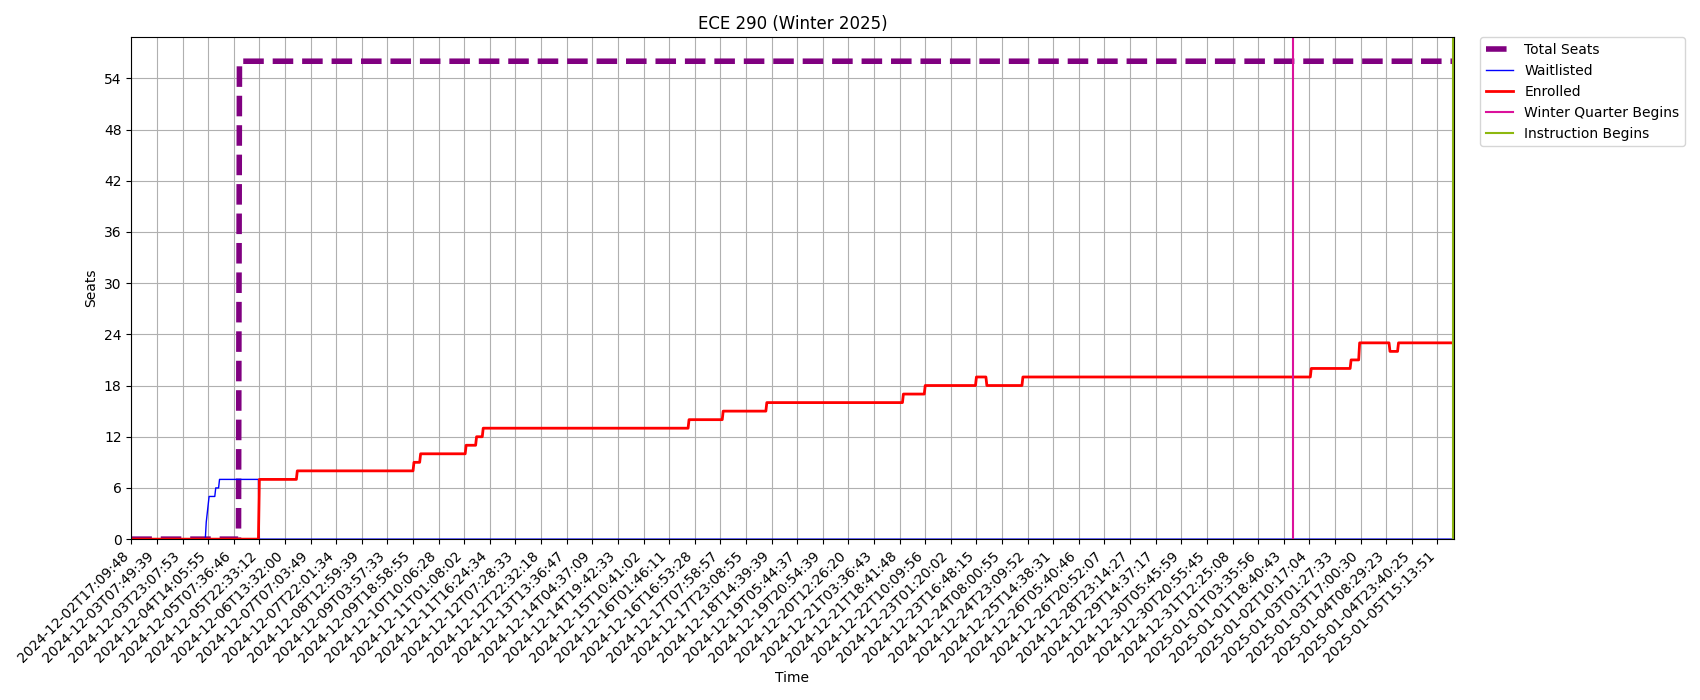 ECE 290 (Winter 2025)
Total Seats
Waitlisted
Enrolled
Winter Quarter Begins
Instruction Begins
Seats
54
48
42
36
30
24
18
12
6
0
2024-12-02T17:09:48
2024-12-03T07:49:39
2024-12-03T23:07:53
2024-12-04T14:05:55
2024-12-05T07:36:46
2024-12-05T22:33:12
2024-12-06T13:32:00
2024-12-07T07:03:49
2024-12-07T22:01:34
2024-12-08T12:59:39
2024-12-09T03:57:33
2024-12-09T18:58:55
2024-12-10T10:06:28
2024-12-11T01:08:02
2024-12-11T16:24:34
2024-12-12T07:28:33
2024-12-12T22:32:18
2024-12-13T13:36:47
2024-12-14T04:37:09
2024-12-14T19:42:33
2024-12-15T10:41:02
2024-12-16T01:46:11
2024-12-16T16:53:28
2024-12-17T07:58:57
2024-12-17T23:08:55
2024-12-18T14:39:39
2024-12-19T05:44:37
2024-12-19T20:54:39
2024-12-20T12:26:20
2024-12-21T03:36:43
2024-12-21T18:41:48
2024-12-22T10:09:56
2024-12-23T01:20:02
2024-12-23T16:48:15
2024-12-24T08:00:55
2024-12-24T23:09:52
2024-12-25T14:38:31
2024-12-26T05:40:46
2024-12-26T20:52:07
2024-12-28T23:14:27
2024-12-29T14:37:17
2024-12-30T05:45:59
2024-12-30T20:55:45
2024-12-31T12:25:08
2025-01-01T03:35:56
2025-01-01T18:40:43
2025-01-02T10:17:04
2025-01-03T01:27:33
2025-01-03T17:00:30
2025-01-04T08:29:23
2025-01-04T23:40:25
2025-01-05T15:13:51
Time